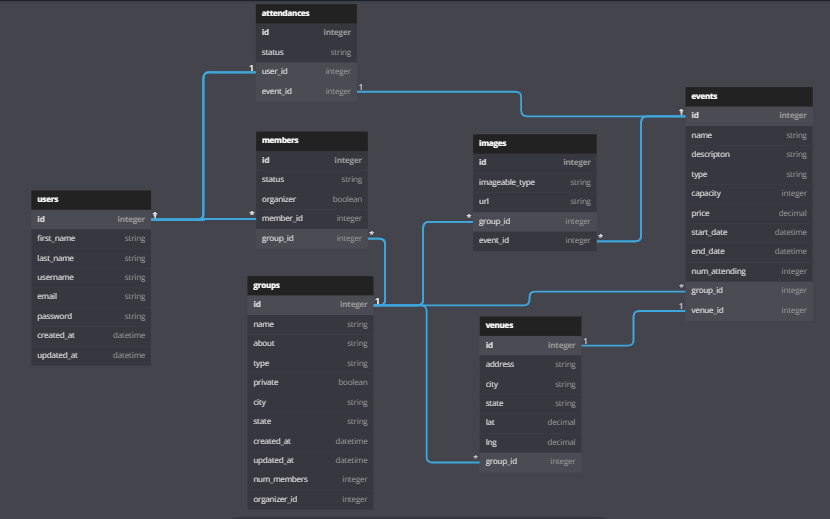 attendances
id integer
status string
user_id integer
event_id integer
1
1
members
id integer
status string
organizer boolean
member_id integer
group_id integer
*
*
users
id integer
first_name string
last_name string
username string
email string
password string
created_at datetime
updated_at datetime
1
groups
id integer
name string
about string
type string
private boolean
city string
state string
created_at datetime
updated_at datetime
num_members integer
organizer_id integer
1
images
id integer
imageable_type string
url string
group_id integer
event_id integer
*
*
venues
id integer
address string
city string
state string
lat decimal
lng decimal
group_id integer
1
*
events
id integer
name string
descripton string
type string
capacity integer
price decimal
start_date datetime
end_date datetime
num_attending integer
group_id integer
venue_id integer
1
*
1